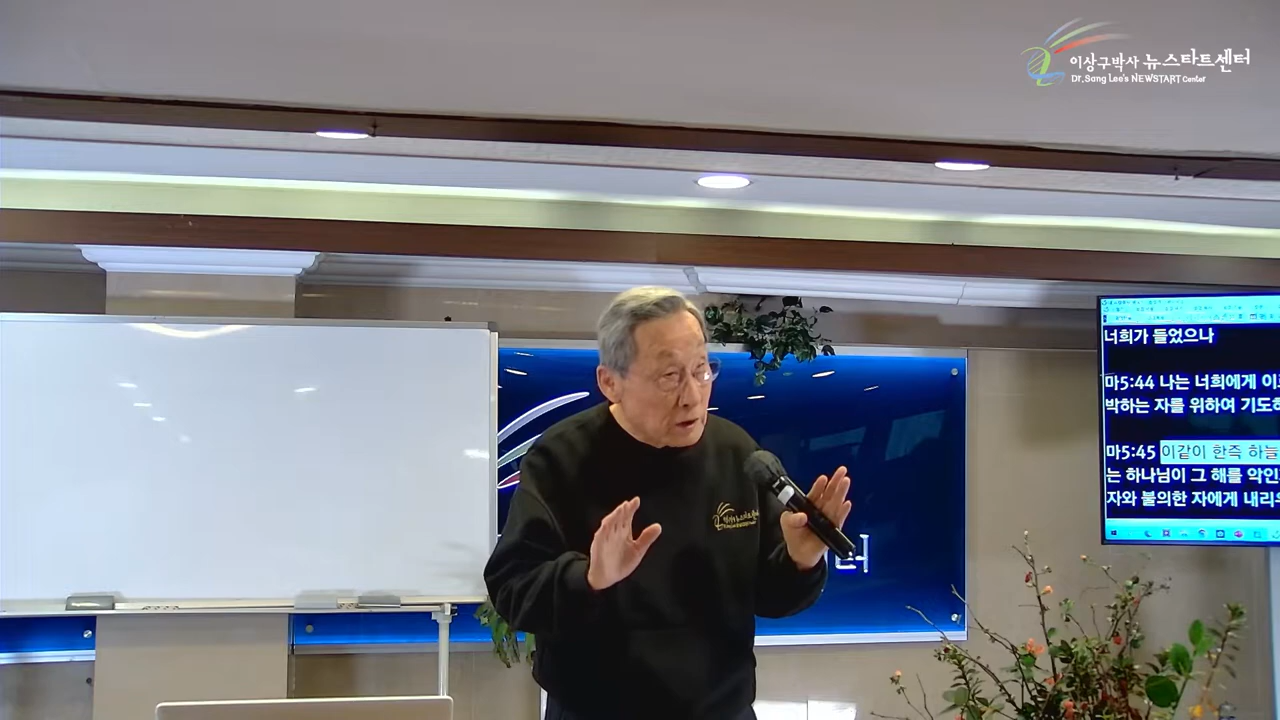 이상구박사 뉴스타트센터
Dr. Sang Lee's NEWSTART Center
너희가 들었으나
마5:44 나는 너희에게 이
박하는 자를 위하여 기도하
마5:45 이같이 한즉 하늘
는 하나님이 그 해를 악인
자와 불의한 자에게 내리우
터